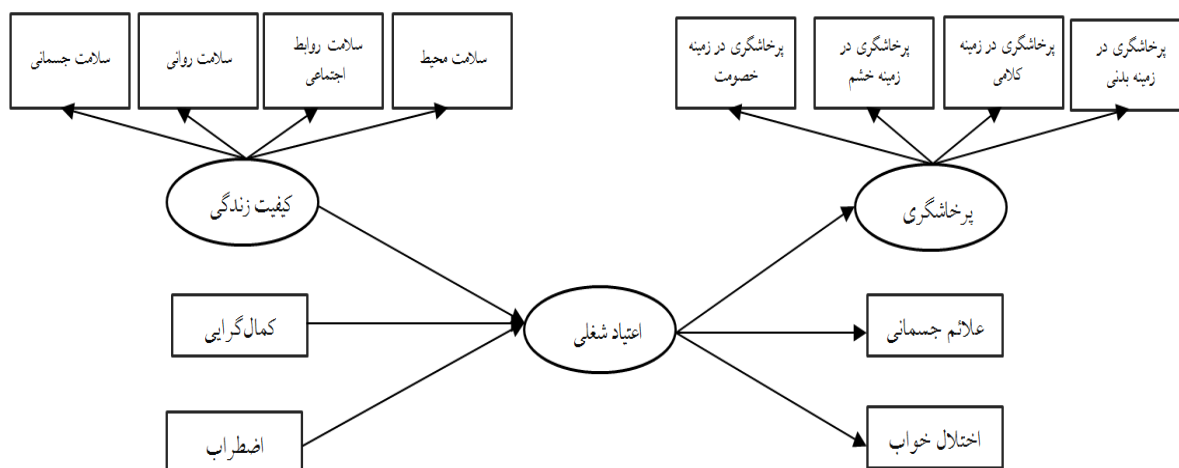 پرخاشگری در
زمینه بدنی
پرخاشگری در زمینه
کلامی
پرخاشگری در
زمینه خشم
پرخاشگری در زمینه
خصومت
سلامت محیط
سلامت روابط
اجتماعی
سلامت روانی
سلامت جسمانی
پرخاشگری
کیفیت زندگی
علائم جسمانی
اعتیاد شغلی
کمال‌گرایی
اختلال خواب
اضطراب